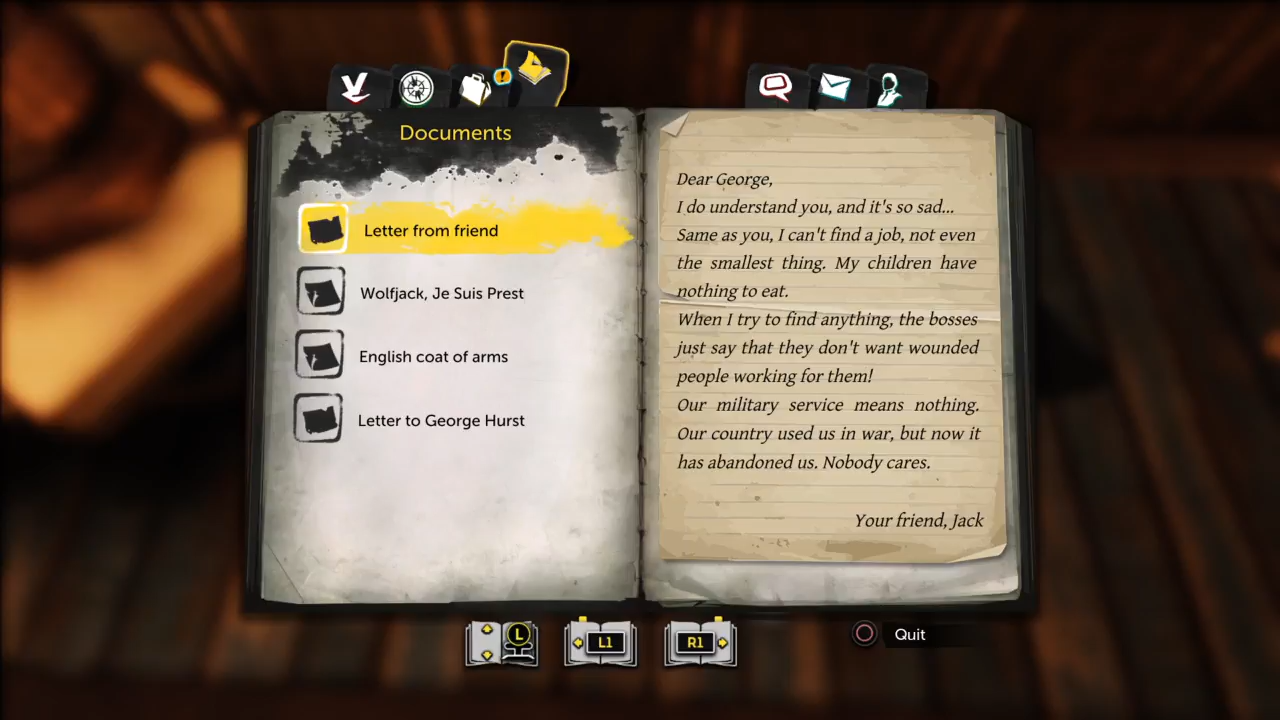 Documents
Letter from friend
Wolfjack, Je Suis Prest
English coat of arms
Letter to George Hurst
Dear George,
I do understand you, and it's so sad...
Same as you, I can't find a job, not even
the smallest thing. My children have
nothing to eat.
When I try to find anything, the bosses
just say that they don't want wounded
people working for them!
Our military service means nothing.
Our country used us in war, but now it
has abandoned us. Nobody cares.
Your friend, Jack
L
L1
R1
Quit